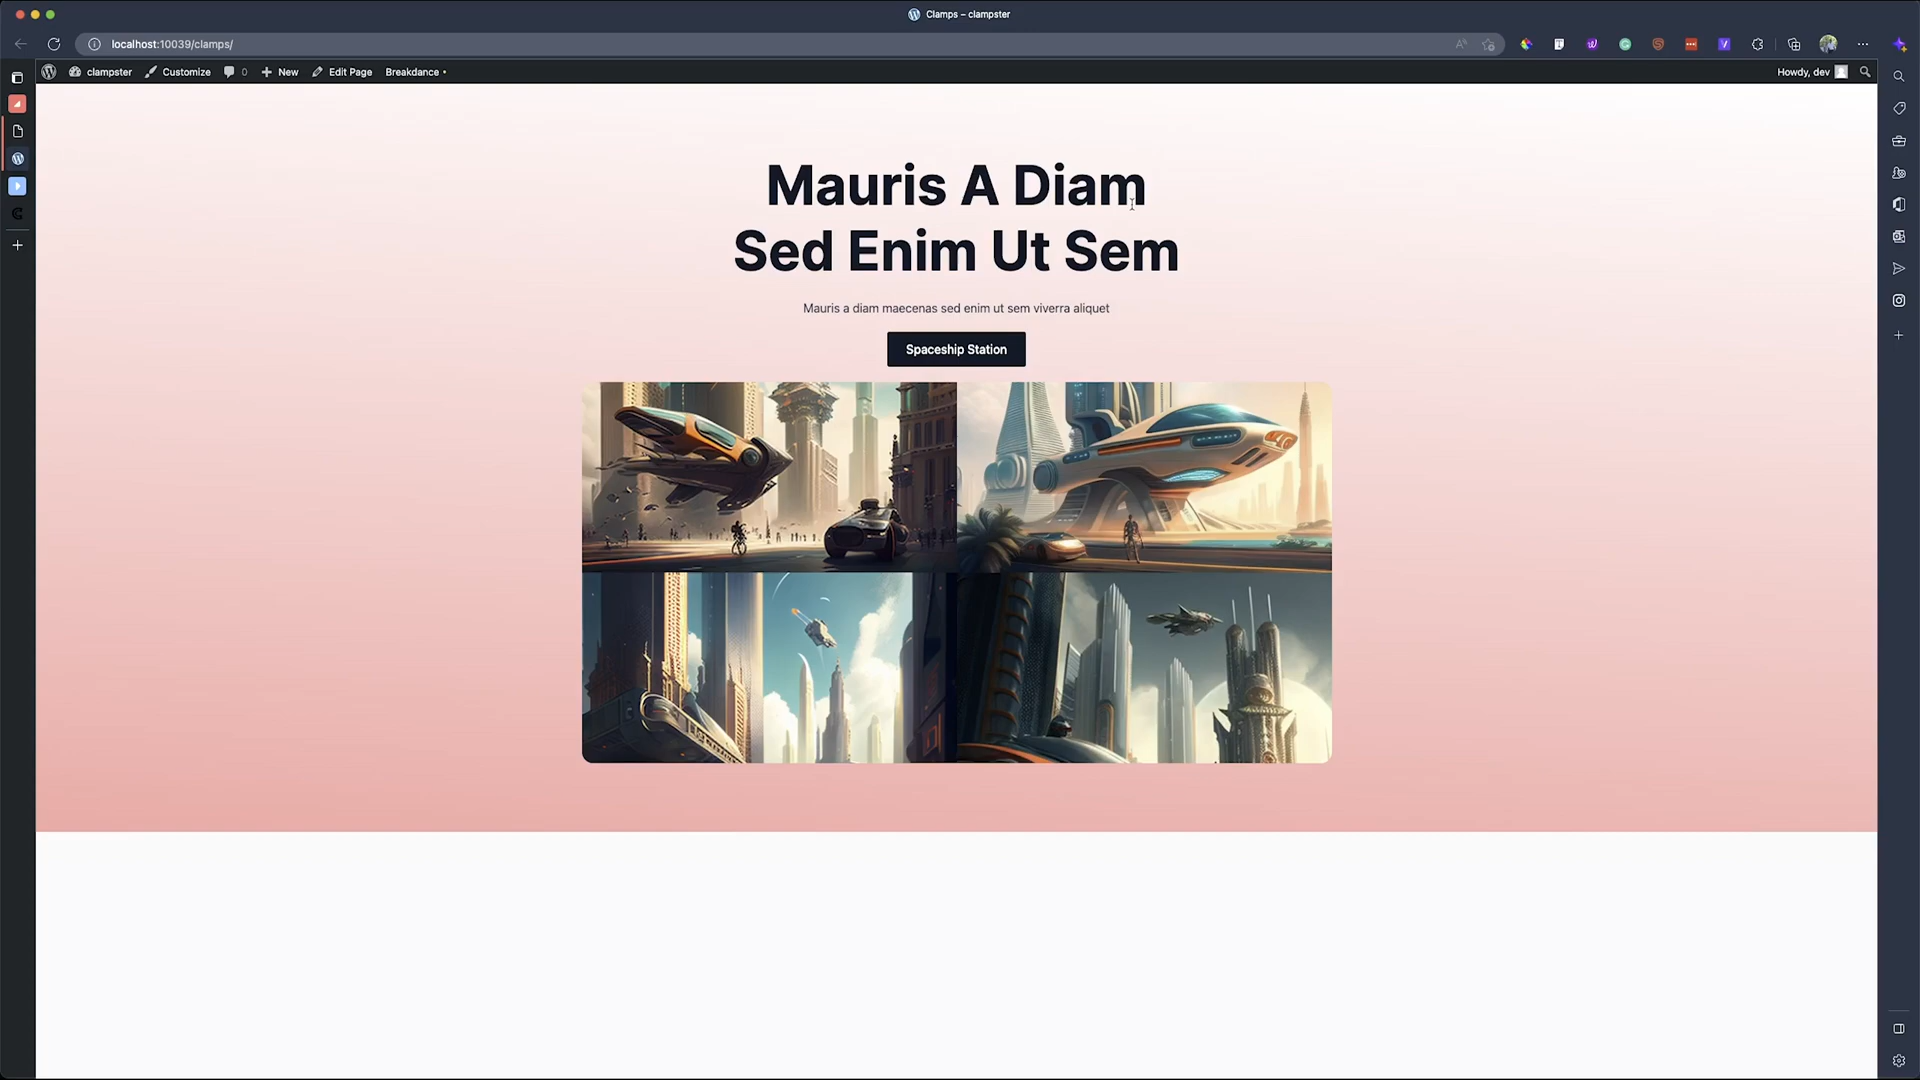 Clamps – clampster
localhost:10039/clamps/
clampster Customize 0 New Edit Page Breakdance Howdy, dev
Mauris A Diam
Sed Enim Ut Sem
Mauris a diam maecenas sed enim ut sem viverra aliquet
Spaceship Station